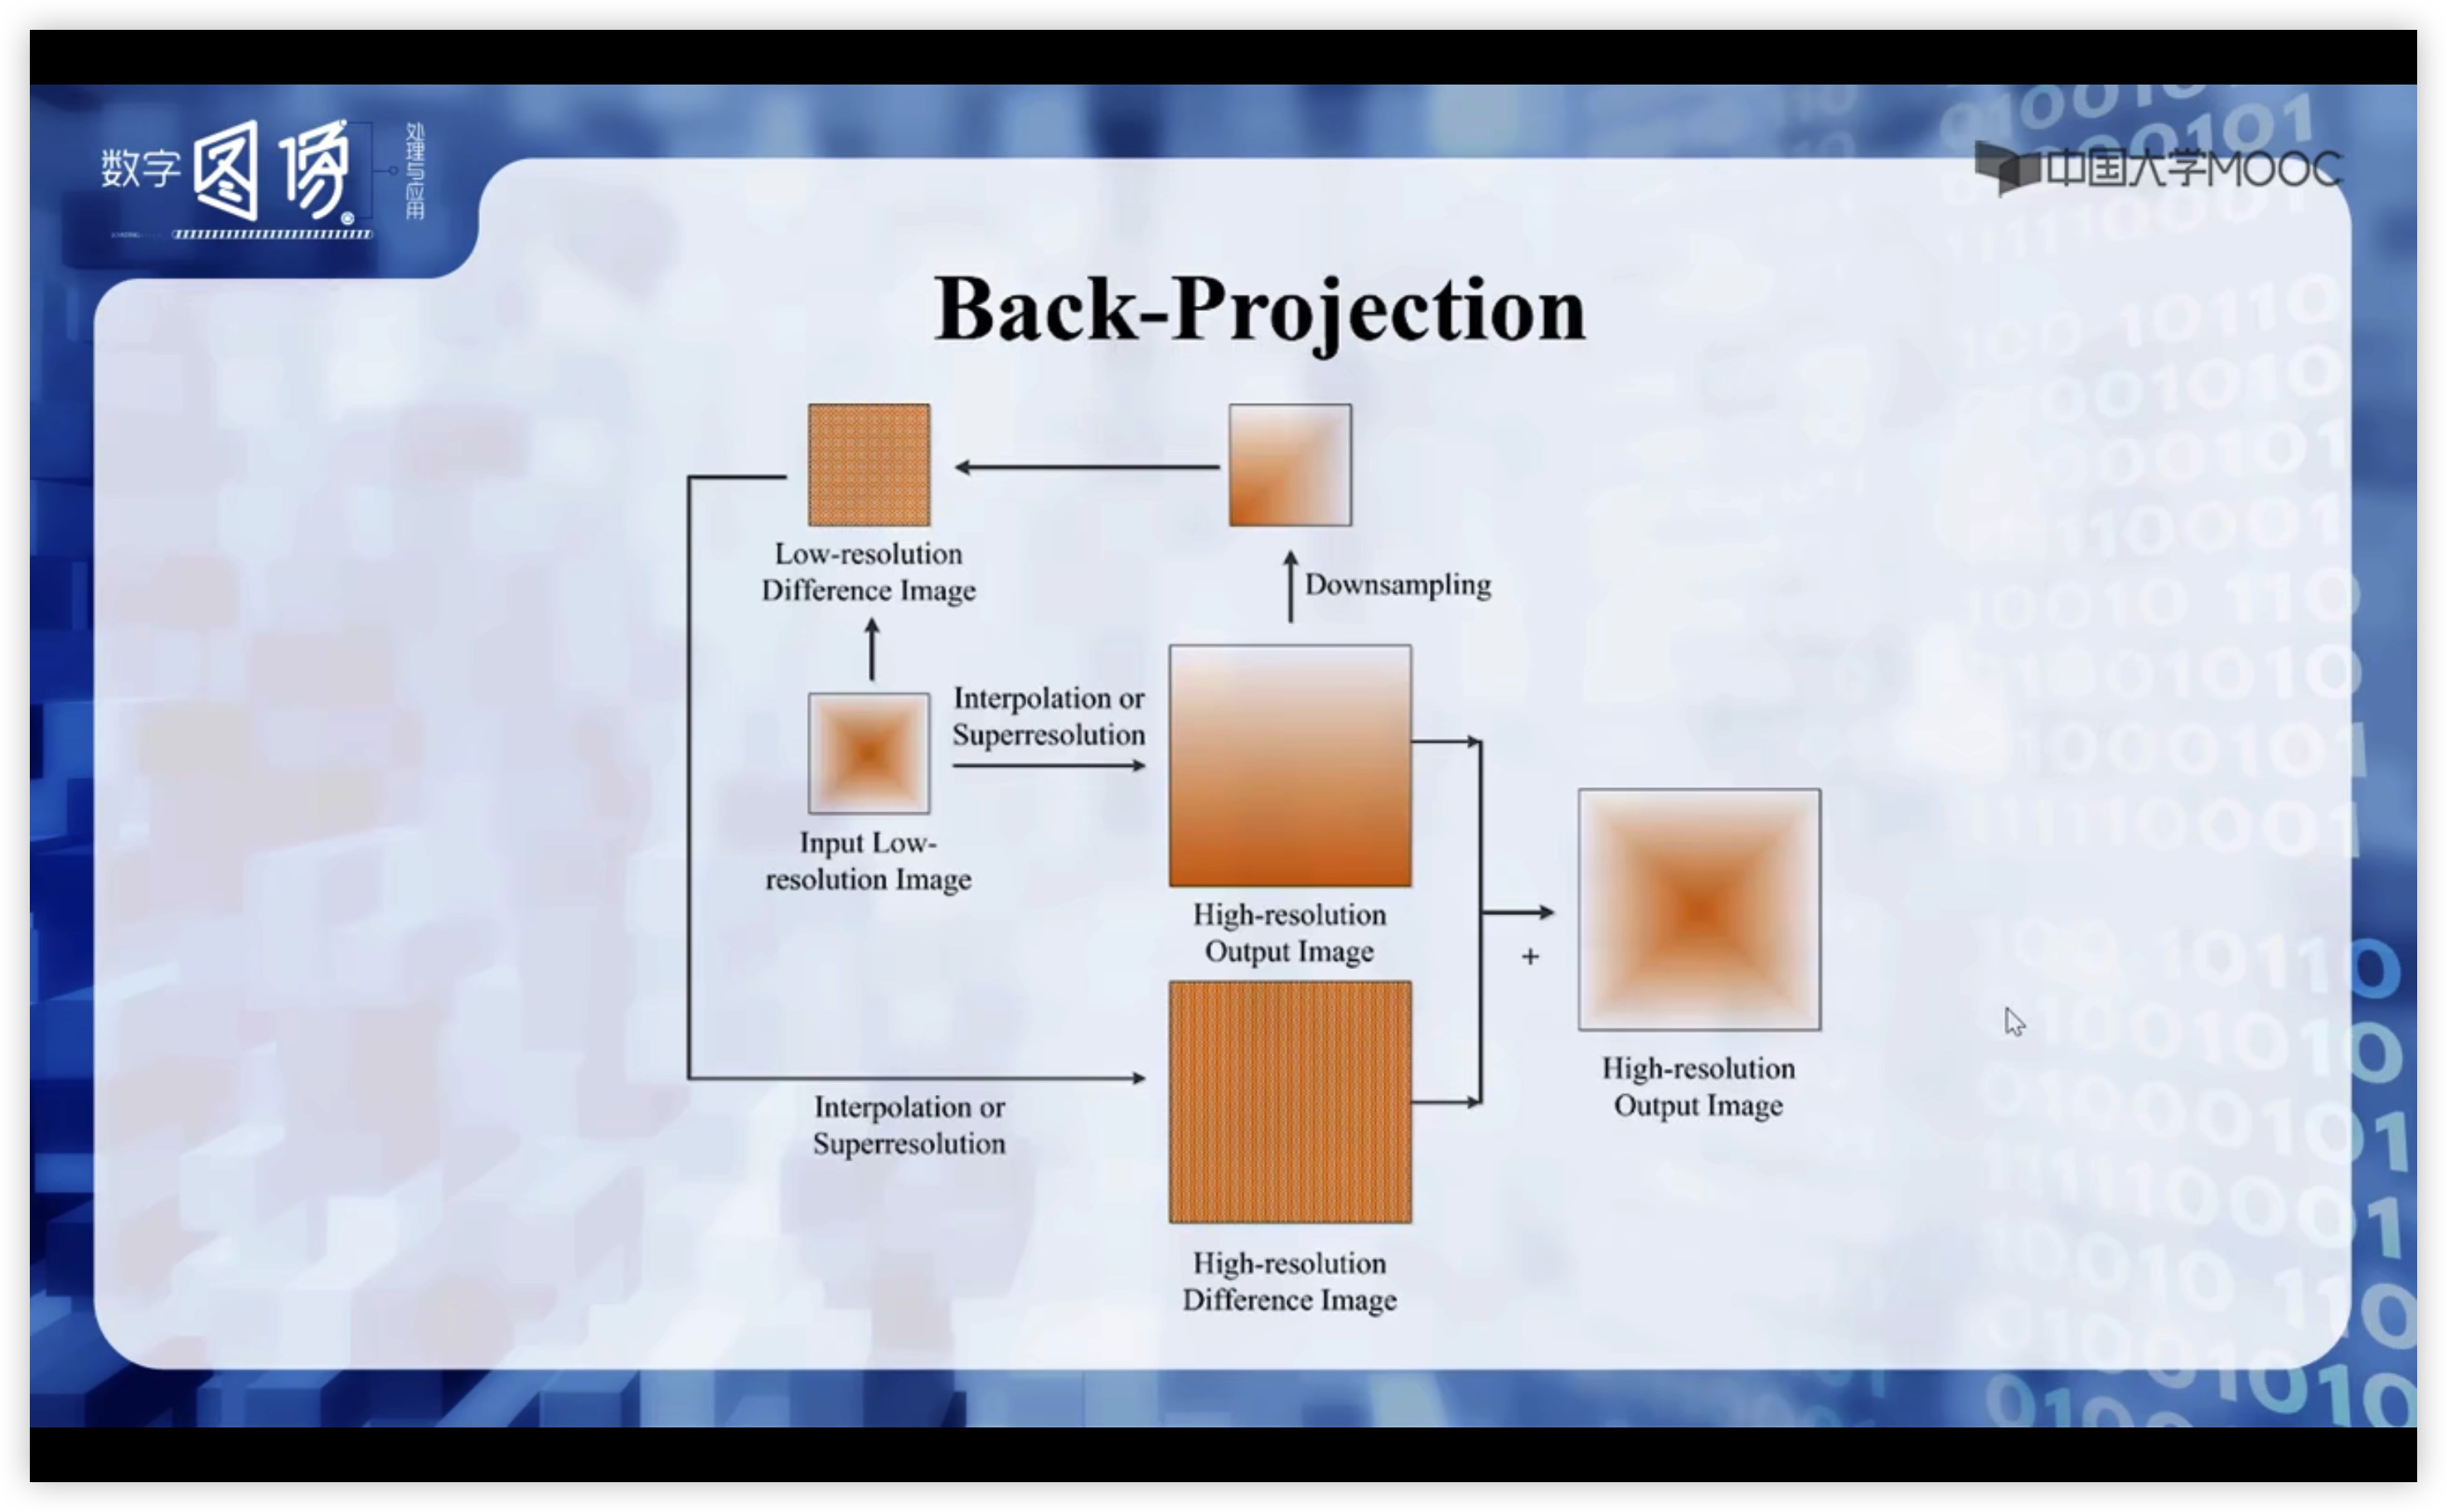 数字图像
处理与应用
中国大学MOOC
Back-Projection
Low-resolution
Difference Image
Downsampling
Interpolation or
Superresolution
Input Low-
resolution Image
High-resolution
Output Image
+
High-resolution
Output Image
Interpolation or
Superresolution
High-resolution
Difference Image